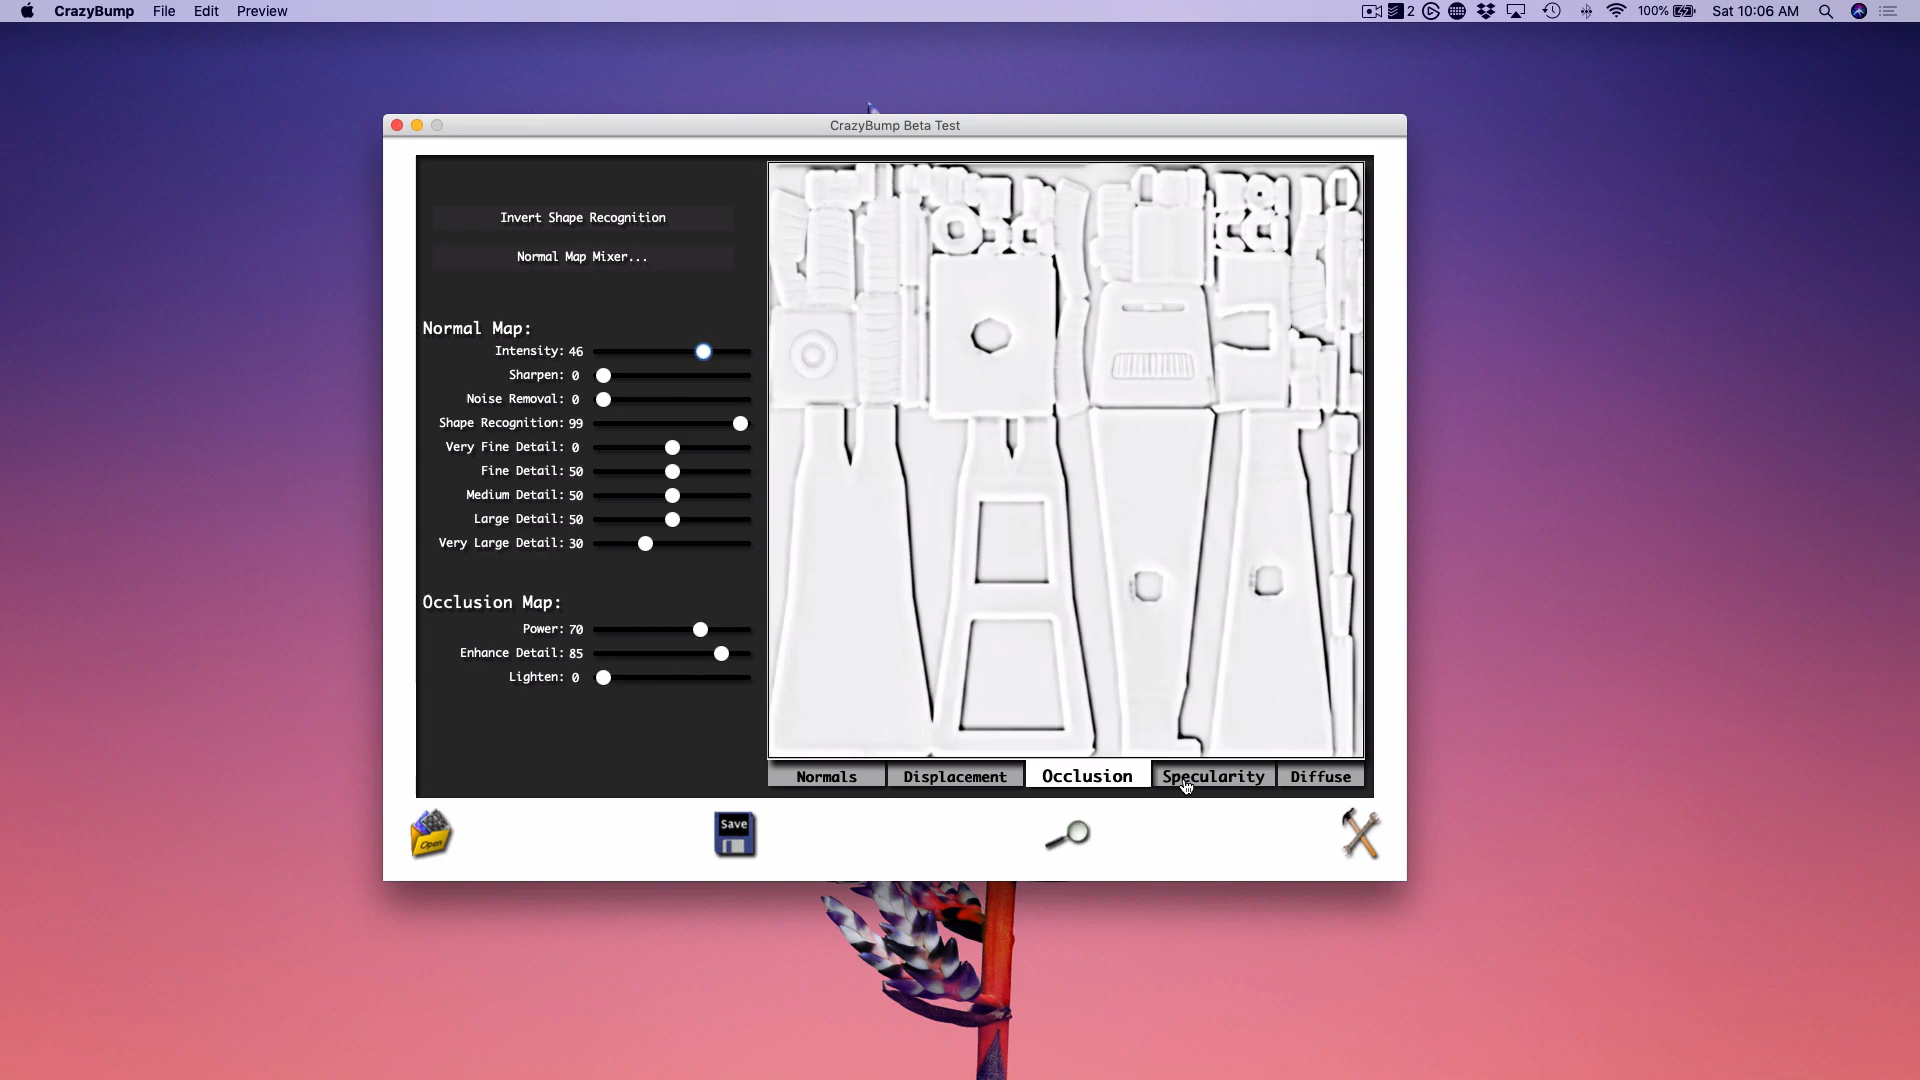 CrazyBump File Edit Preview 2 100% Sat 10:06 AM
CrazyBump Beta Test
Invert Shape Recognition
Normal Map Mixer...
Normal Map:
Intensity: 46
Sharpen: 0
Noise Removal: 0
Shape Recognition: 99
Very Fine Detail: 0
Fine Detail: 50
Medium Detail: 50
Large Detail: 50
Very Large Detail: 30
Occlusion Map:
Power: 70
Enhance Detail: 85
Lighten: 0
Normals Displacement Occlusion Specularity Diffuse
Open Save